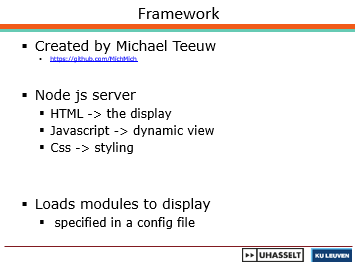 Framework
Created by Michael Teeuw
https://github.com/MichMich
Node js server
HTML -> the display
Javascript -> dynamic view
Css -> styling
Loads modules to display
specified in a config file
UHASSELT KU LEUVEN